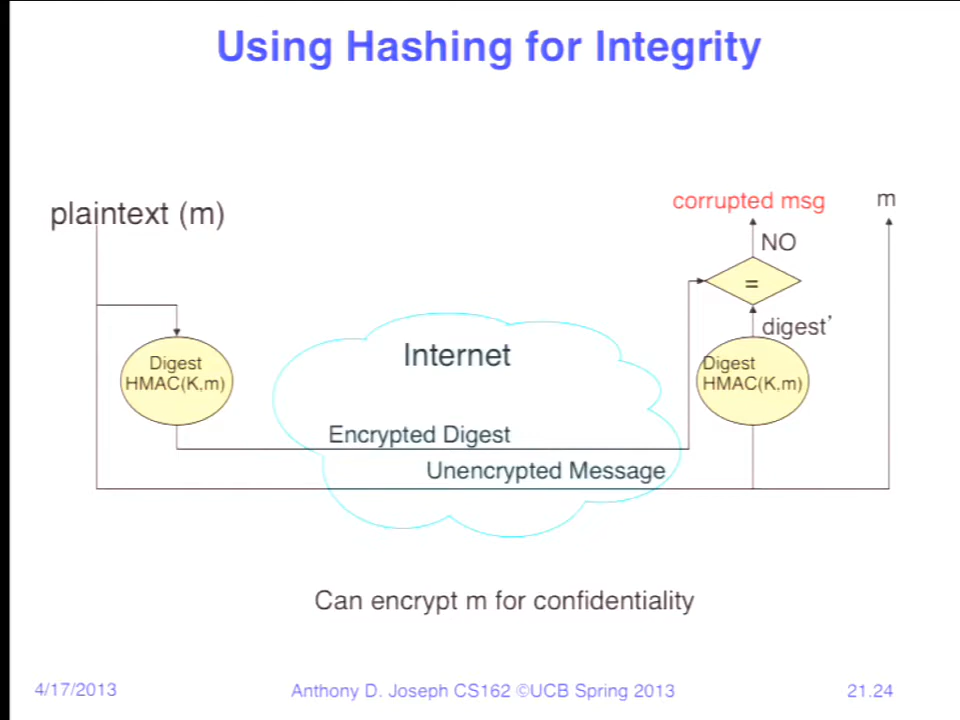 Using Hashing for Integrity
plaintext (m)
corrupted msg
m
NO
=
digest’
Digest
HMAC(K,m)
Internet
Digest
HMAC(K,m)
Encrypted Digest
Unencrypted Message
Can encrypt m for confidentiality
4/17/2013
Anthony D. Joseph CS162 ©UCB Spring 2013
21.24